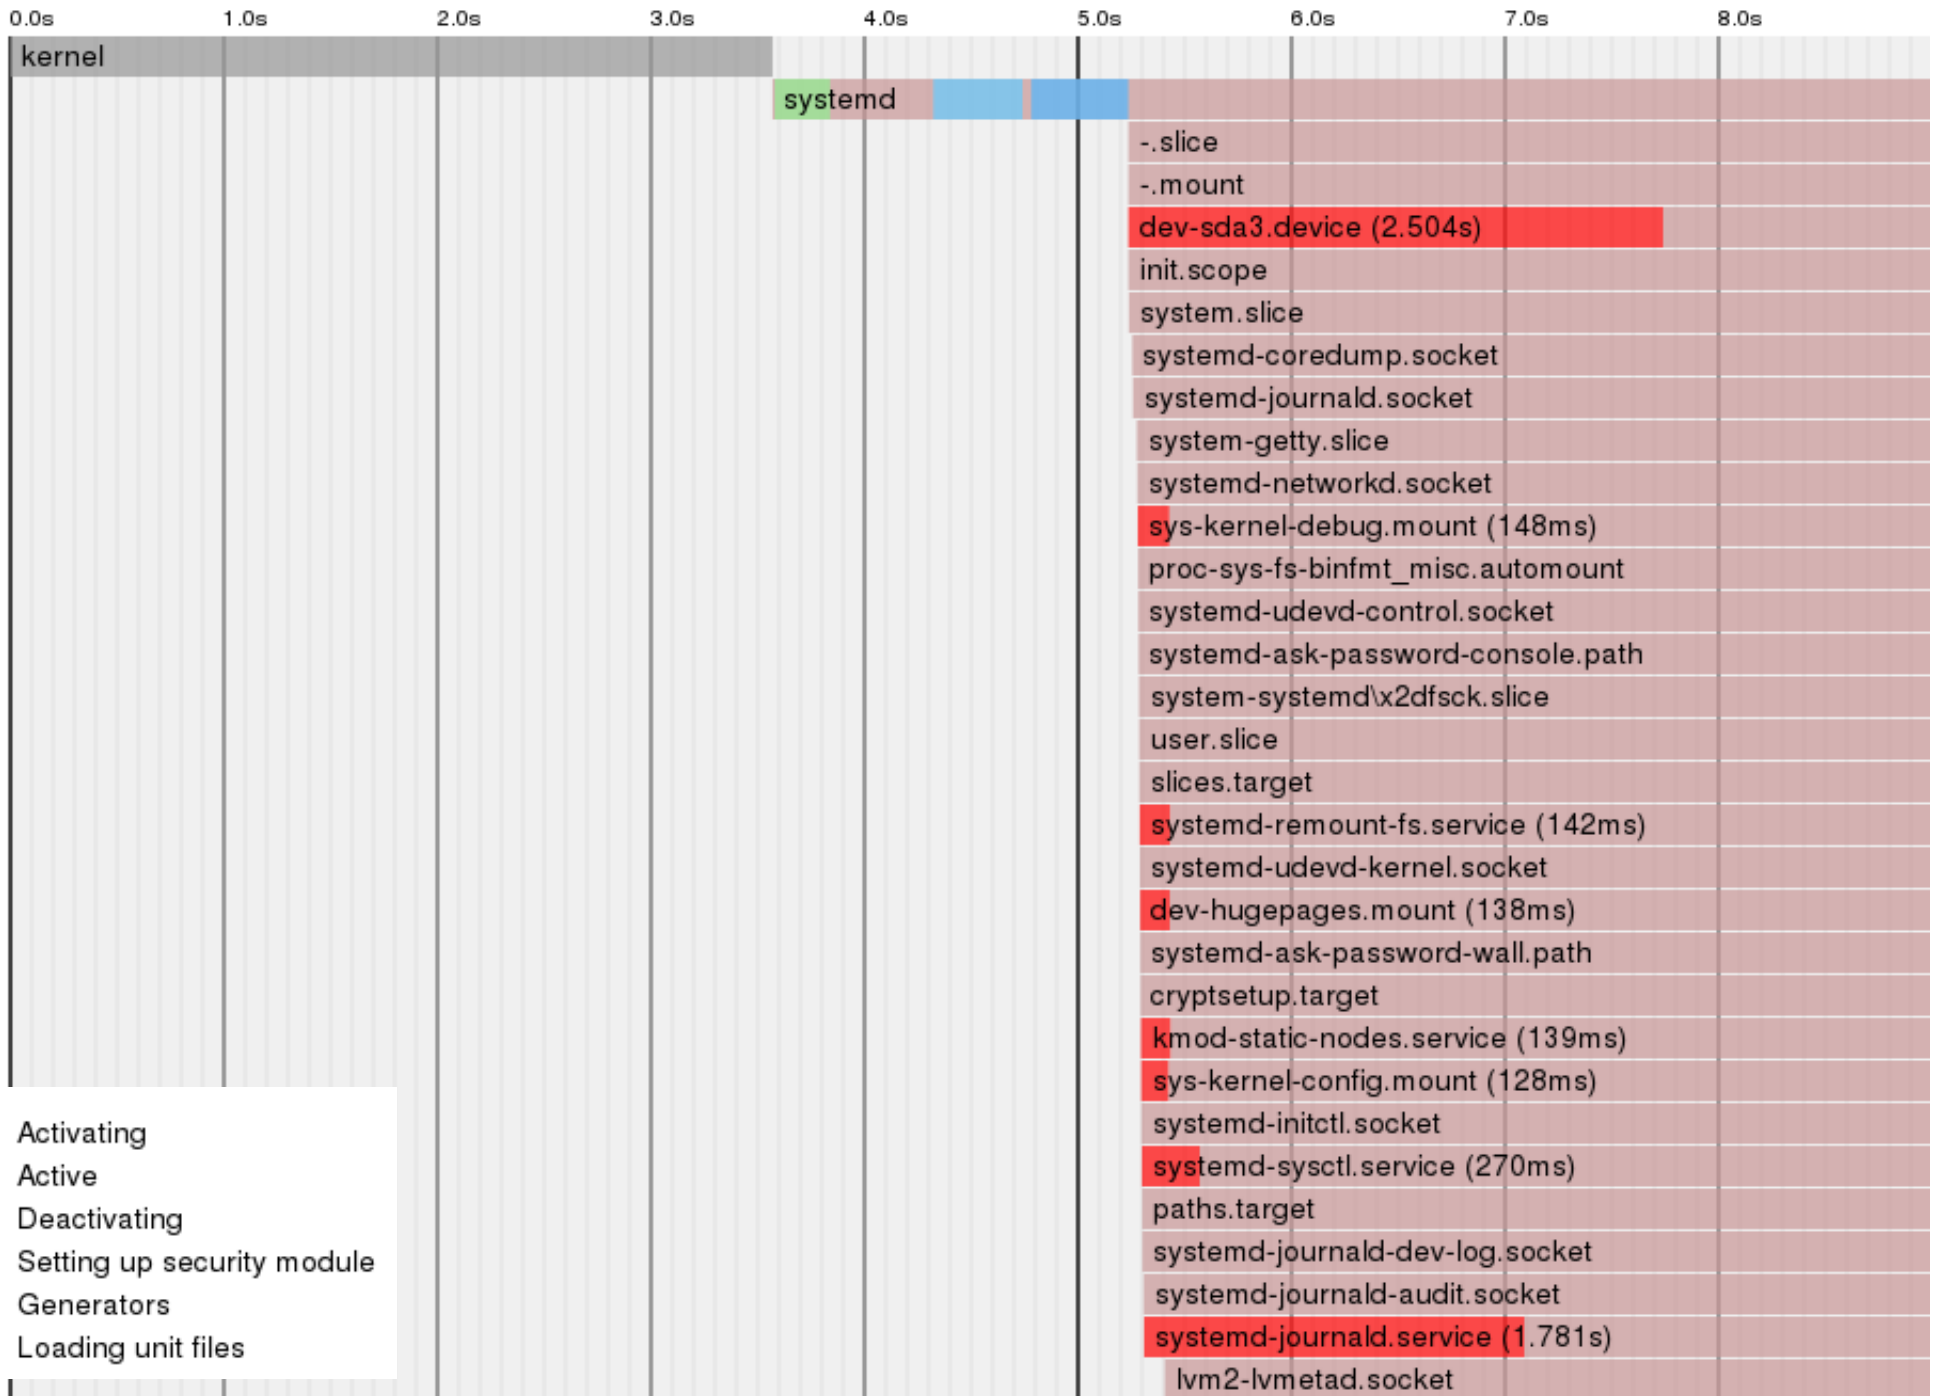 0.0s 1.0s 2.0s 3.0s 4.0s 5.0s 6.0s 7.0s 8.0s
kernel
systemd
-.slice
-.mount
dev-sda3.device (2.504s)
init.scope
system.slice
systemd-coredump.socket
systemd-journald.socket
system-getty.slice
systemd-networkd.socket
sys-kernel-debug.mount (148ms)
proc-sys-fs-binfmt_misc.automount
systemd-udevd-control.socket
systemd-ask-password-console.path
system-systemd\x2dfsck.slice
user.slice
slices.target
systemd-remount-fs.service (142ms)
systemd-udevd-kernel.socket
dev-hugepages.mount (138ms)
systemd-ask-password-wall.path
cryptsetup.target
kmod-static-nodes.service (139ms)
sys-kernel-config.mount (128ms)
systemd-initctl.socket
systemd-sysctl.service (270ms)
paths.target
systemd-journald-dev-log.socket
systemd-journald-audit.socket
systemd-journald.service (1.781s)
lvm2-lvmetad.socket
Activating
Active
Deactivating
Setting up security module
Generators
Loading unit files